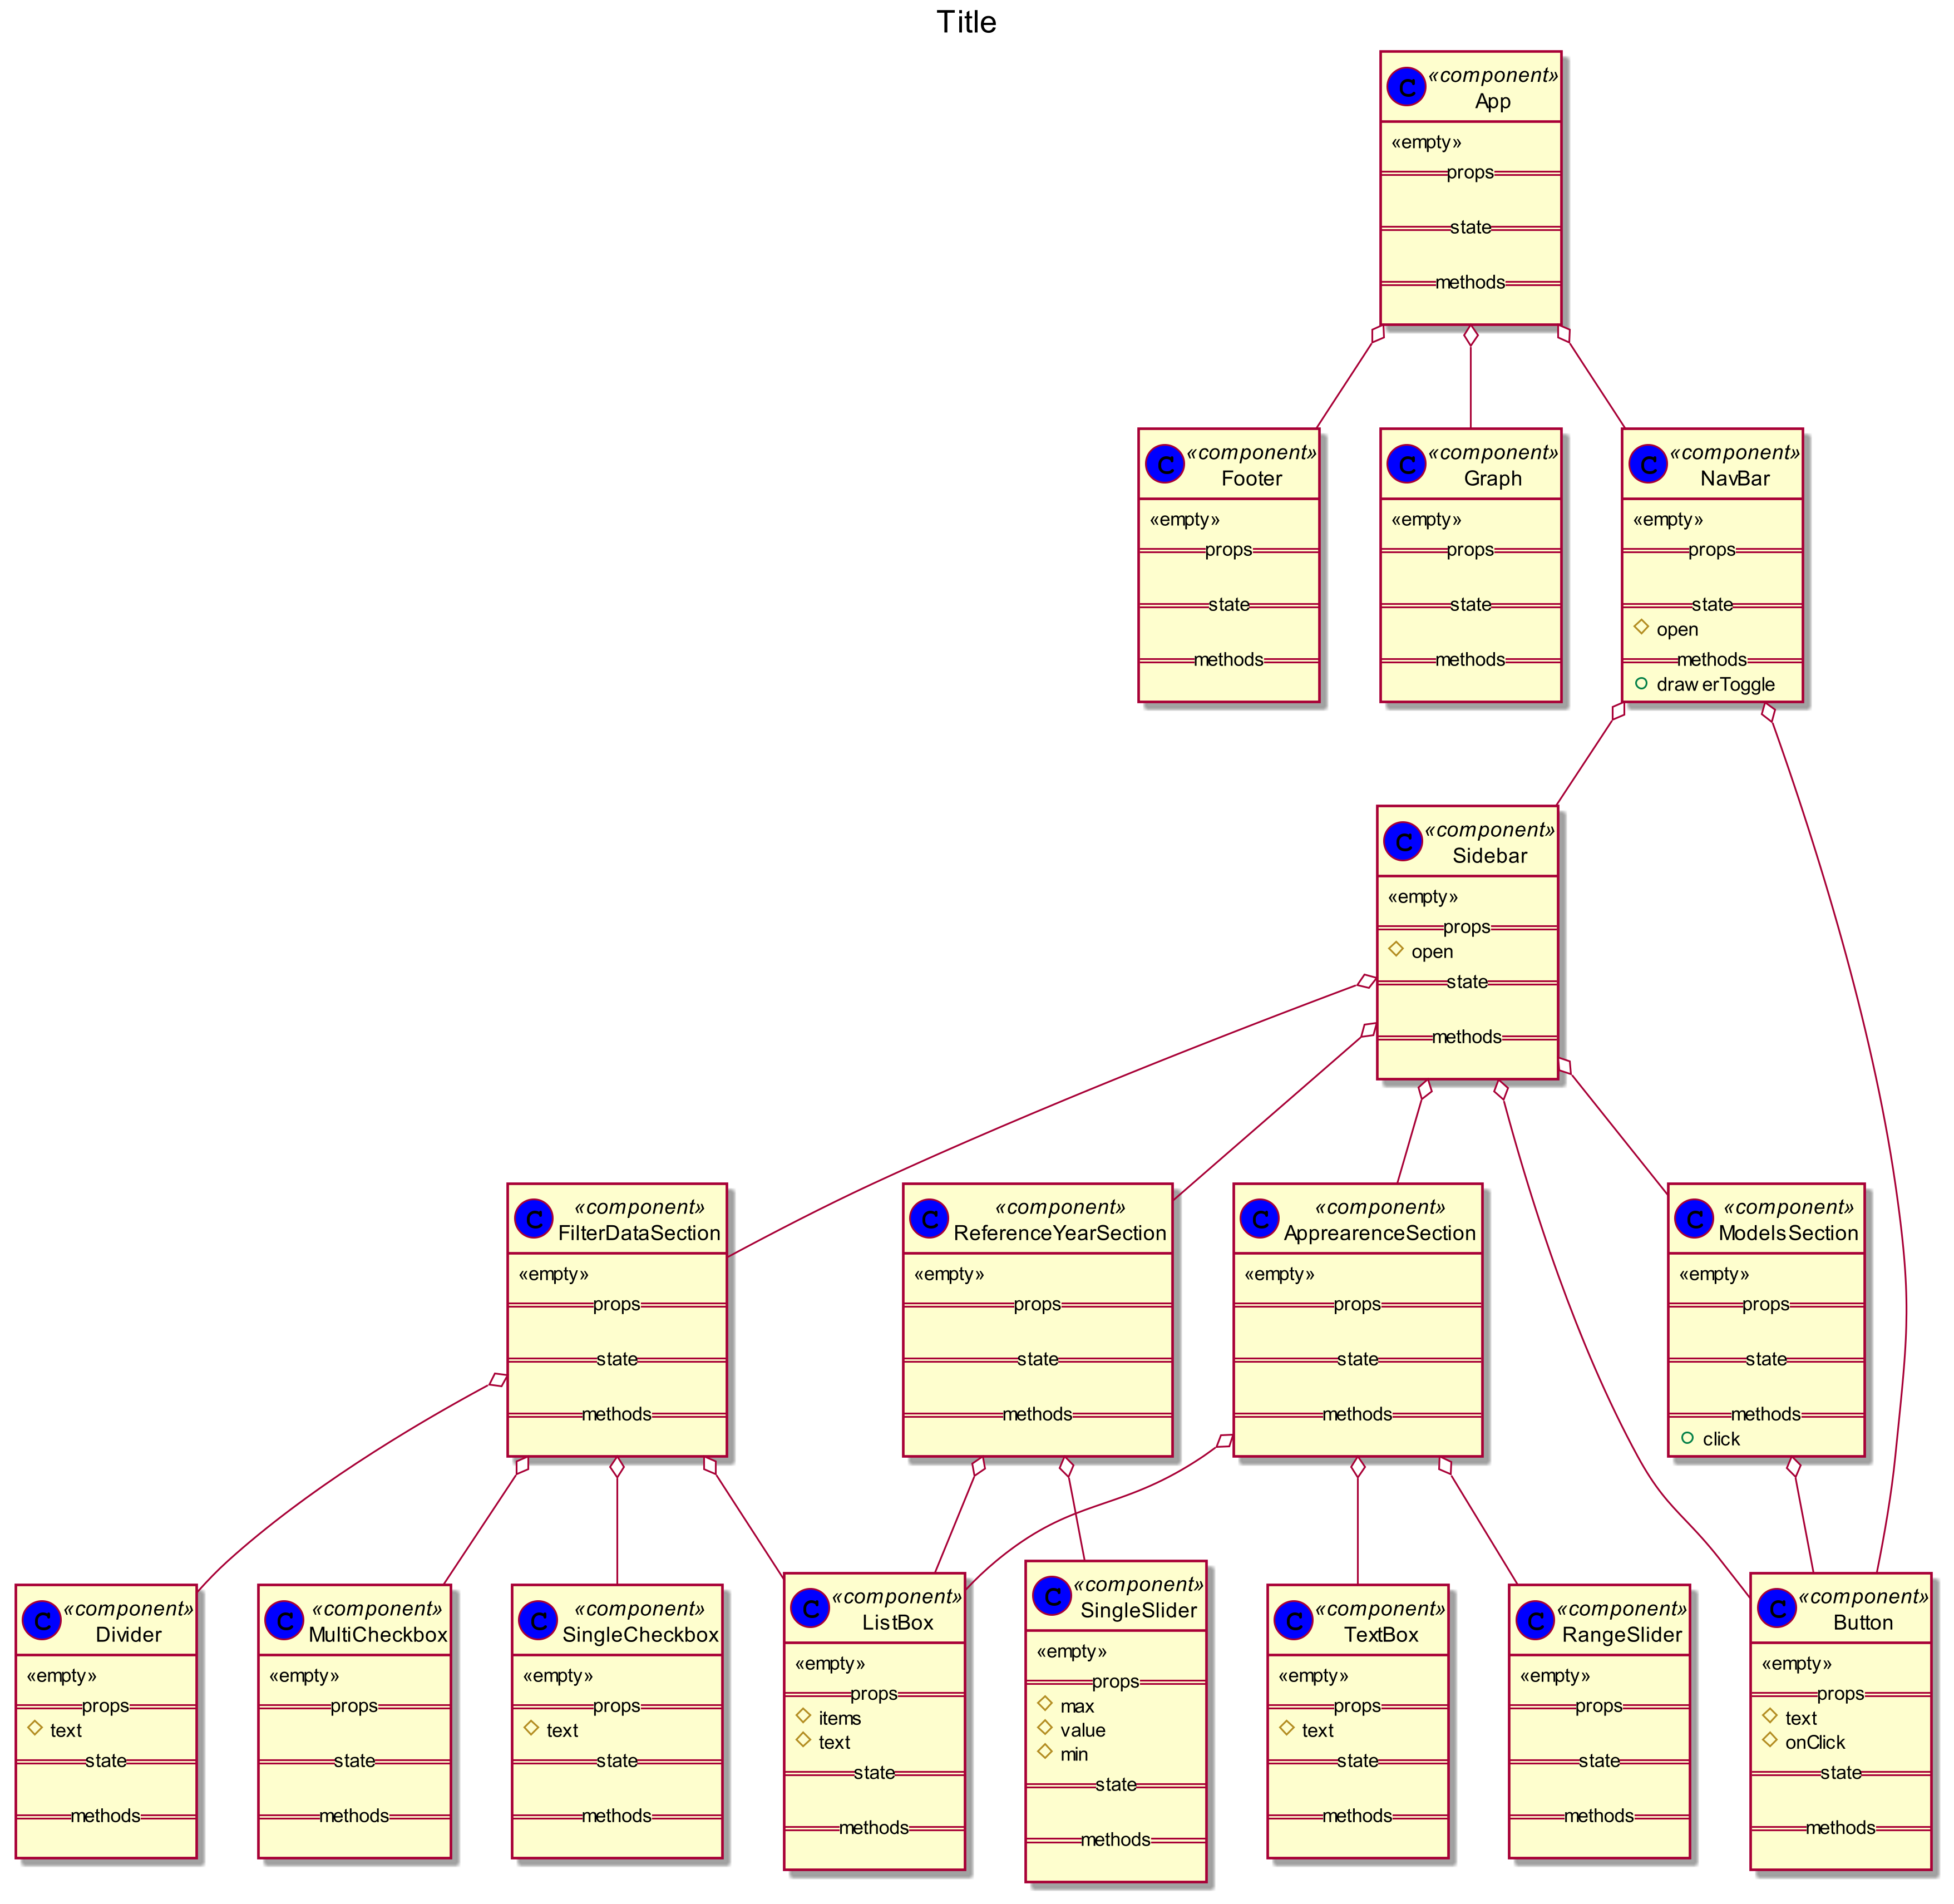 Title
C
«component»
App
«empty»
props
state
methods
C
«component»
Footer
«empty»
props
state
methods
C
«component»
Graph
«empty»
props
state
methods
C
«component»
NavBar
«empty»
props
state
open
methods
drawerToggle
C
«component»
Sidebar
«empty»
props
open
state
methods
C
«component»
FilterDataSection
«empty»
props
state
methods
C
«component»
ReferenceYearSection
«empty»
props
state
methods
C
«component»
ApprearenceSection
«empty»
props
state
methods
C
«component»
ModelsSection
«empty»
props
state
methods
click
C
«component»
Divider
«empty»
props
text
state
methods
C
«component»
MultiCheckbox
«empty»
props
state
methods
C
«component»
SingleCheckbox
«empty»
props
text
state
methods
C
«component»
ListBox
«empty»
props
items
text
state
methods
C
«component»
SingleSlider
«empty»
props
max
value
min
state
methods
C
«component»
TextBox
«empty»
props
text
state
methods
C
«component»
RangeSlider
«empty»
props
state
methods
C
«component»
Button
«empty»
props
text
onClick
state
methods